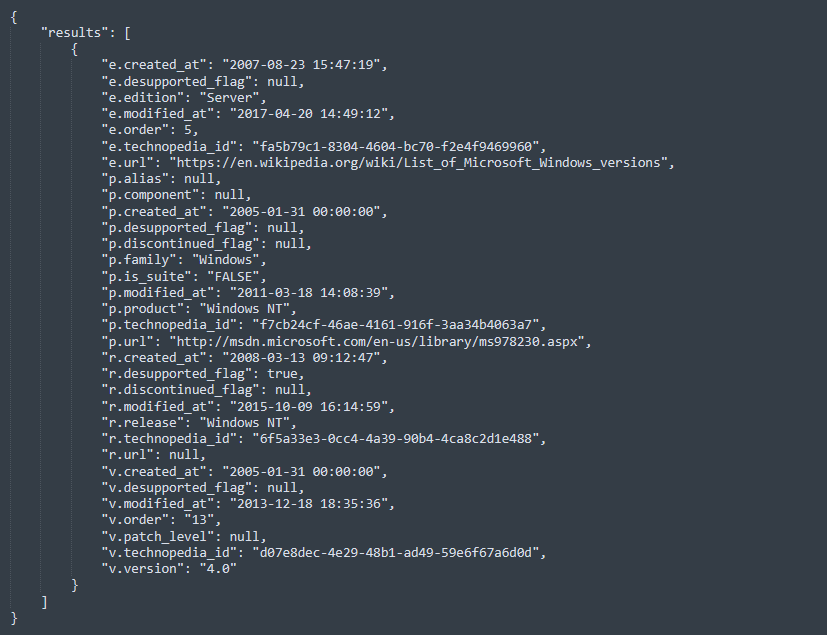 {
    "results": [
        {
            "e.created_at": "2007-08-23 15:47:19",
            "e.desupported_flag": null,
            "e.edition": "Server",
            "e.modified_at": "2017-04-20 14:49:12",
            "e.order": 5,
            "e.technopedia_id": "fa5b79c1-8304-4604-bc70-f2e4f9469960",
            "e.url": "https://en.wikipedia.org/wiki/List_of_Microsoft_Windows_versions",
            "p.alias": null,
            "p.component": null,
            "p.created_at": "2005-01-31 00:00:00",
            "p.desupported_flag": null,
            "p.discontinued_flag": null,
            "p.family": "Windows",
            "p.is_suite": "FALSE",
            "p.modified_at": "2011-03-18 14:08:39",
            "p.product": "Windows NT",
            "p.technopedia_id": "f7cb24cf-46ae-4161-916f-3aa34b4063a7",
            "p.url": "http://msdn.microsoft.com/en-us/library/ms978230.aspx",
            "r.created_at": "2008-03-13 09:12:47",
            "r.desupported_flag": true,
            "r.discontinued_flag": null,
            "r.modified_at": "2015-10-09 16:14:59",
            "r.release": "Windows NT",
            "r.technopedia_id": "6f5a33e3-0cc4-4a39-90b4-4ca8c2d1e488",
            "r.url": null,
            "v.created_at": "2005-01-31 00:00:00",
            "v.desupported_flag": null,
            "v.modified_at": "2013-12-18 18:35:36",
            "v.order": "13",
            "v.patch_level": null,
            "v.technopedia_id": "d07e8dec-4e29-48b1-ad49-59e6f67a6d0d",
            "v.version": "4.0"
        }
    ]
}